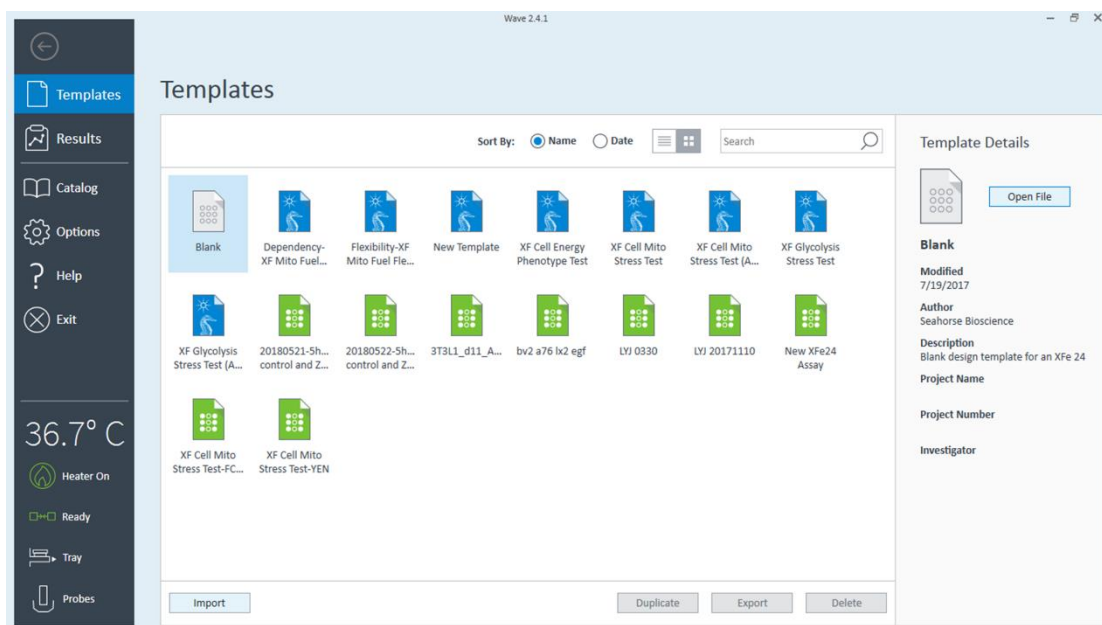 Wave 2.4.1
Templates
Results
Catalog
Options
Help
Exit
36.7° C
Heater On
Ready
Tray
Probes
Templates
Sort By: Name Date Search
Blank
Dependency-
XF Mito Fuel...
Flexibility-XF
Mito Fuel Fle...
New Template
XF Cell Energy
Phenotype Test
XF Cell Mito
Stress Test
XF Cell Mito
Stress Test (A...
XF Glycolysis
Stress Test
XF Glycolysis
Stress Test (A...
20180521-5h...
control and Z...
20180522-5h...
control and Z...
3T3L1_d11_A...
bv2 a76 lx2 egf
LYJ 0330
LYJ 20171110
New XFe24
Assay
XF Cell Mito
Stress Test-FC...
XF Cell Mito
Stress Test-YEN
Import Duplicate Export Delete
Template Details
Open File
Blank
Modified
7/19/2017
Author
Seahorse Bioscience
Description
Blank design template for an XFe 24
Project Name
Project Number
Investigator